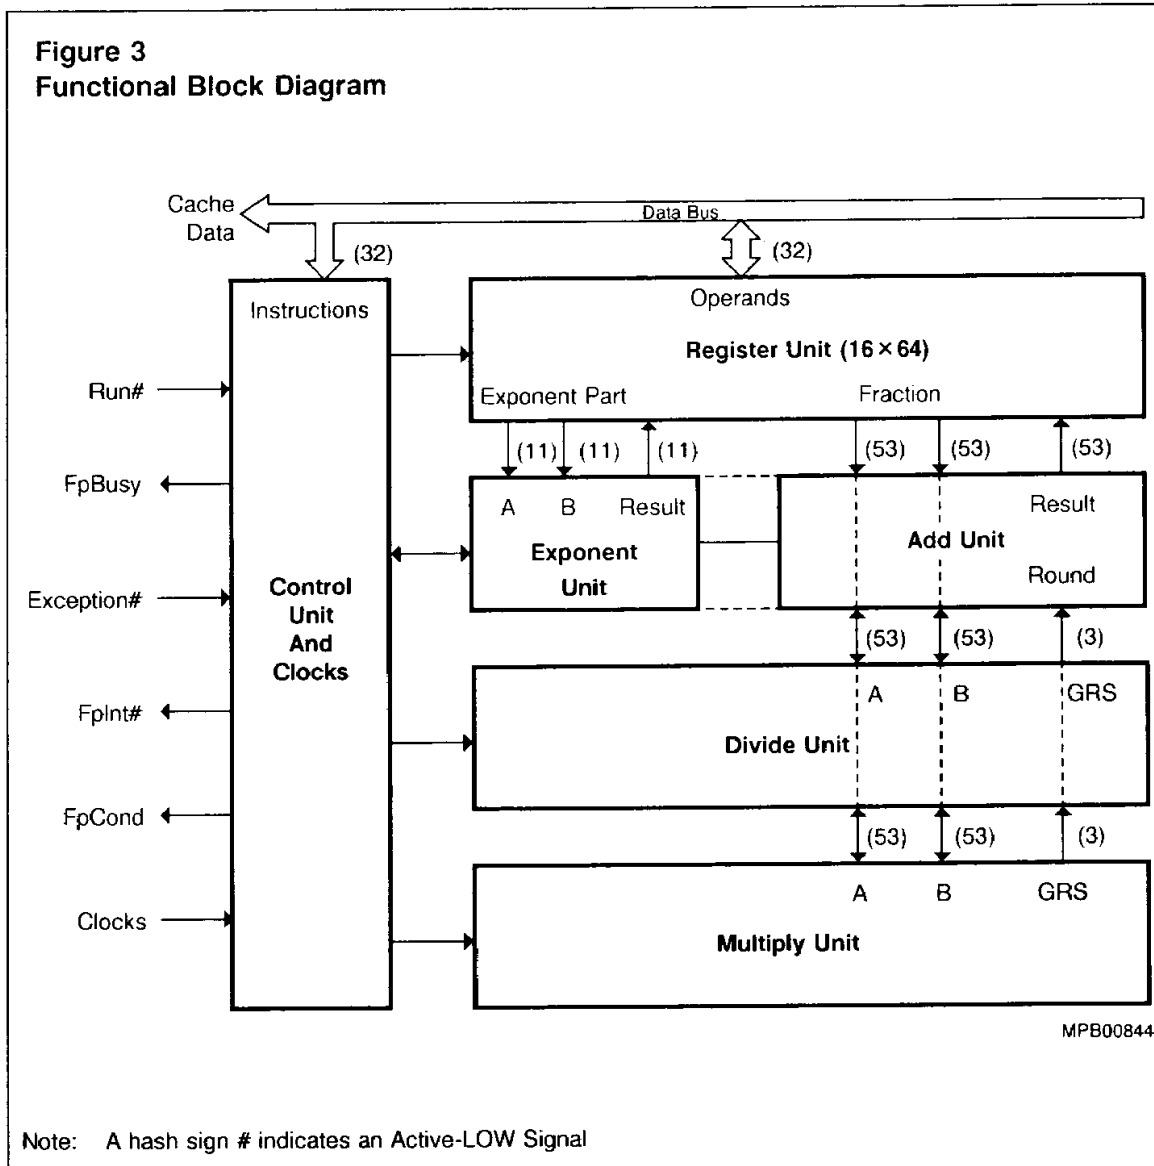 Figure 3
Functional Block Diagram
Cache
Data
Data Bus
(32)
(32)
Instructions
Operands
Register Unit (16×64)
Exponent Part
Fraction
Run#
(11)
(11)
(11)
(53)
(53)
(53)
FpBusy
A
B
Result
Result
Exponent
Unit
Add Unit
Round
Control
Unit
And
Clocks
Exception#
(53)
(53)
(3)
A
B
GRS
FpInt#
Divide Unit
FpCond
(53)
(53)
(3)
A
B
GRS
Clocks
Multiply Unit
MPB00844
Note: A hash sign # indicates an Active-LOW Signal